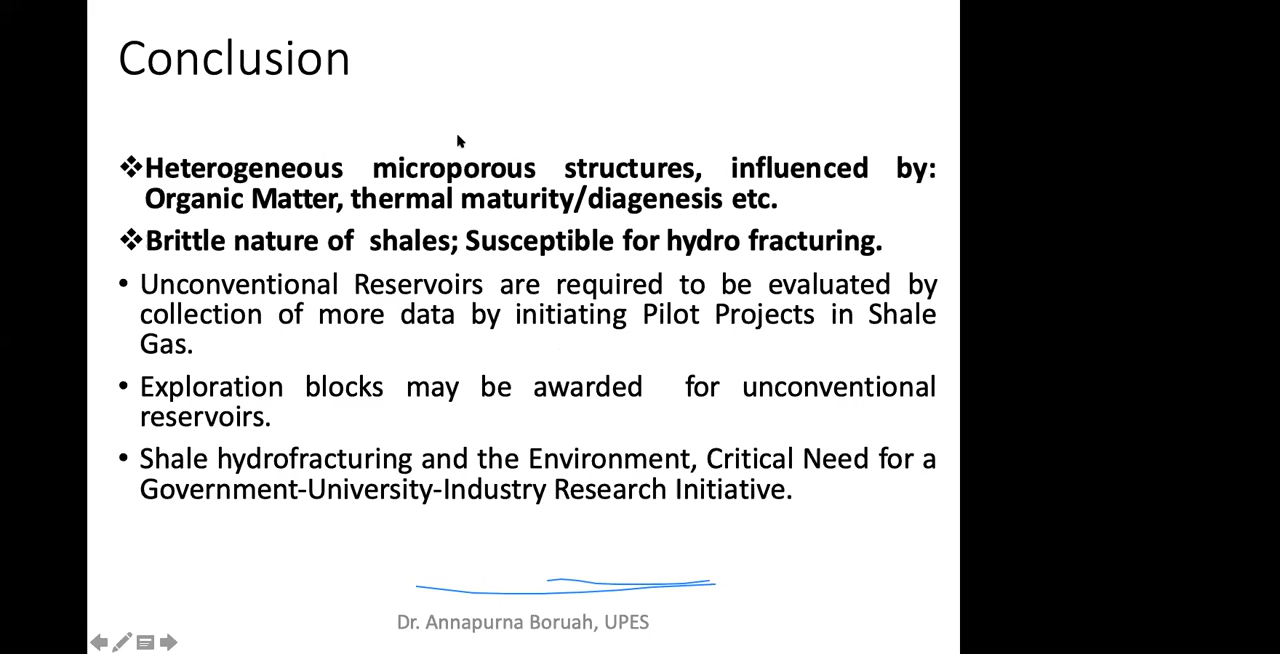 Conclusion
❖Heterogeneous microporous structures, influenced by:
Organic Matter, thermal maturity/diagenesis etc.
❖Brittle nature of shales; Susceptible for hydro fracturing.
• Unconventional Reservoirs are required to be evaluated by
collection of more data by initiating Pilot Projects in Shale
Gas.
• Exploration blocks may be awarded for unconventional
reservoirs.
• Shale hydrofracturing and the Environment, Critical Need for a
Government-University-Industry Research Initiative.
Dr. Annapurna Boruah, UPES